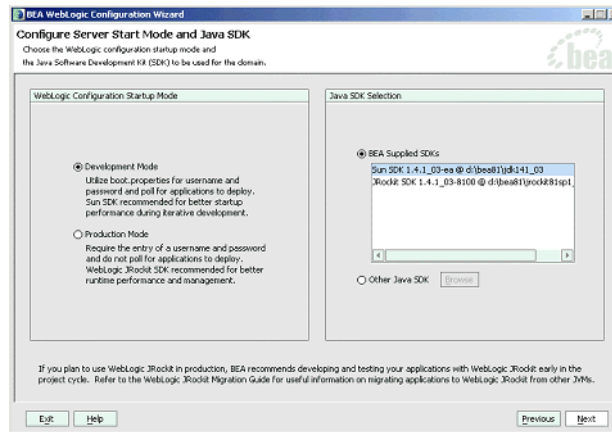 BEA WebLogic Configuration Wizard
Configure Server Start Mode and Java SDK
Choose the WebLogic configuration startup mode and
the Java Software Development Kit (SDK) to be used for the domain.
bea
WebLogic Configuration Startup Mode
Development Mode
Utilize boot.properties for username and
password and poll for applications to deploy.
Sun SDK recommended for better startup
performance during iterative development.
Production Mode
Require the entry of a username and password
and do not poll for applications to deploy.
WebLogic JRockit SDK recommended for better
runtime performance and management.
Java SDK Selection
BEA Supplied SDKs
Sun SDK 1.4.1_03-ea @ d:\bea81\jdk141_03
JRockit SDK 1.4.1_03-8100 @ d:\bea81\jrockit81sp1_
Other Java SDK
Browse
If you plan to use WebLogic JRockit in production, BEA recommends developing and testing your applications with WebLogic JRockit early in the
project cycle. Refer to the WebLogic JRockit Migration Guide for useful information on migrating applications to WebLogic JRockit from other JVMs.
Exit Help Previous Next